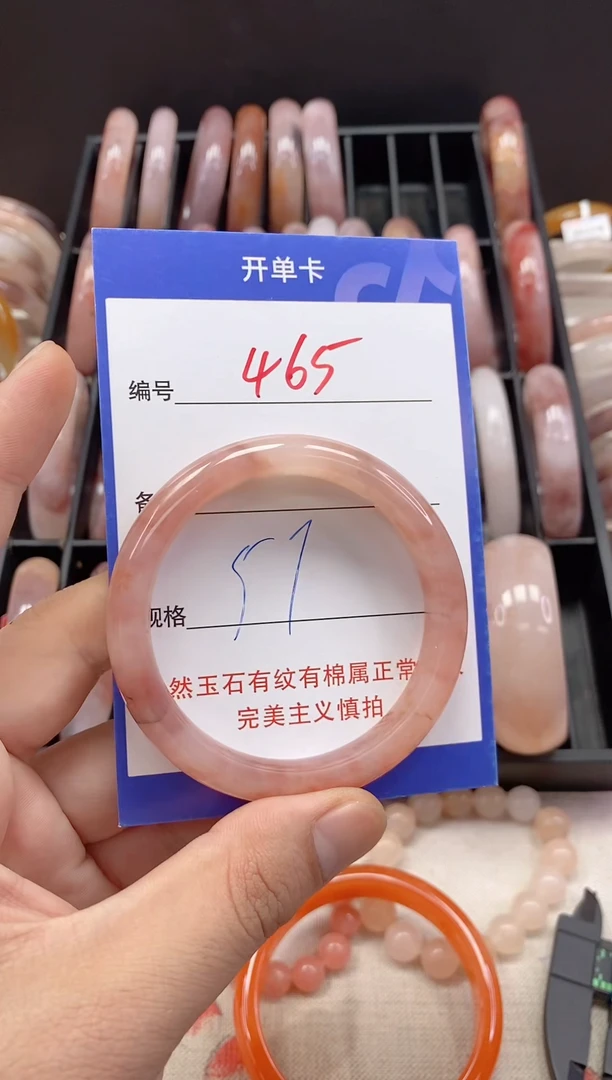 开单卡
编号 465
备
规格 57
然玉石有纹有棉属正常
完美主义慎拍